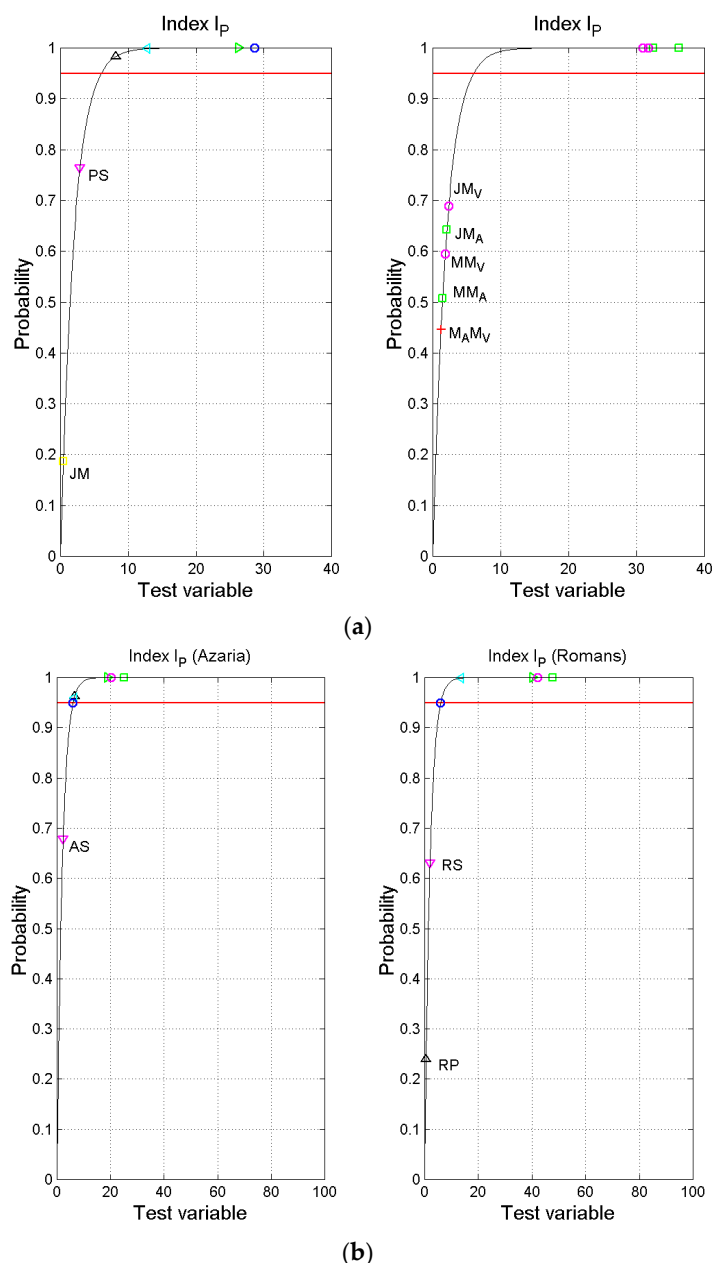 Index I_P
1
0.9
0.8
0.7
0.6
0.5
0.4
0.3
0.2
0.1
0
Probability
PS
JM
0 10 20 30 40
Test variable
Index I_P
1
0.9
0.8
0.7
0.6
0.5
0.4
0.3
0.2
0.1
0
Probability
JM_V
JM_A
MM_V
MM_A
M_AM_V
0 10 20 30 40
Test variable
(a)
Index I_P (Azaria)
1
0.9
0.8
0.7
0.6
0.5
0.4
0.3
0.2
0.1
0
Probability
AS
0 20 40 60 80 100
Test variable
Index I_P (Romans)
1
0.9
0.8
0.7
0.6
0.5
0.4
0.3
0.2
0.1
0
Probability
RS
RP
0 20 40 60 80 100
Test variable
(b)